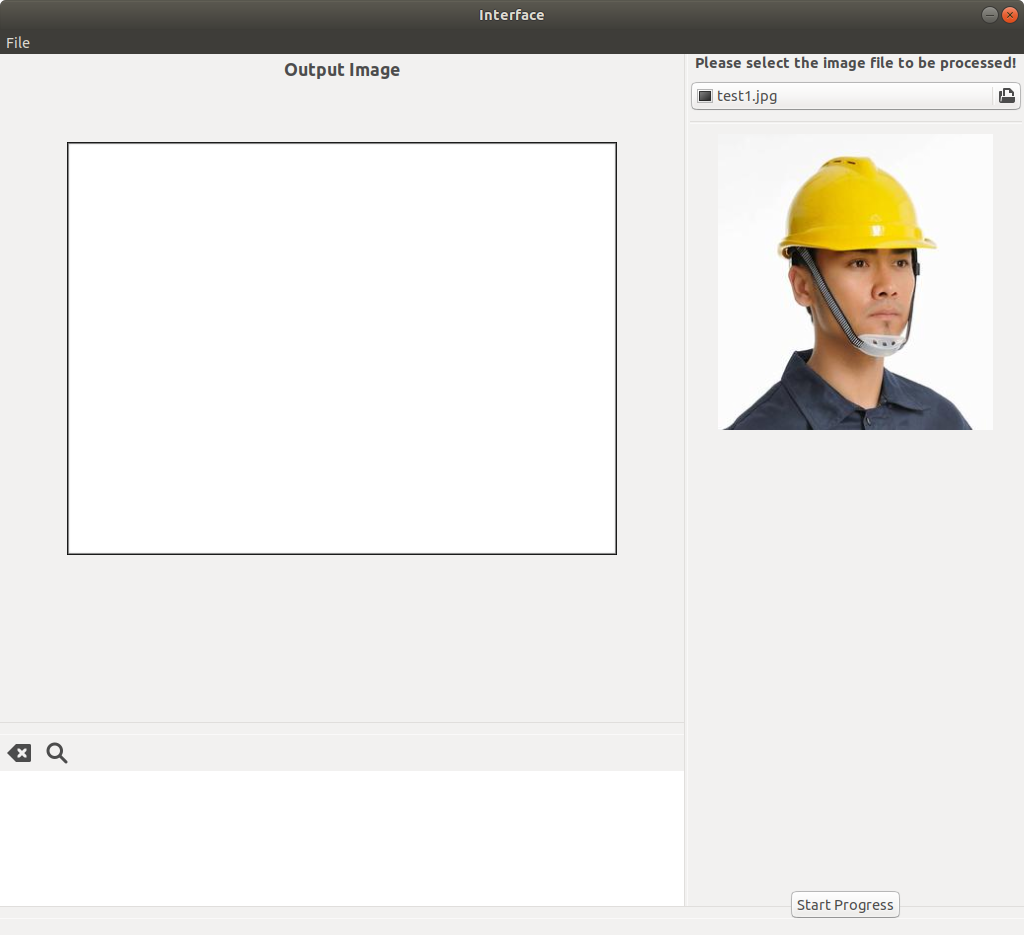 Interface
File
Output Image
Please select the image file to be processed!
test1.jpg
Start Progress